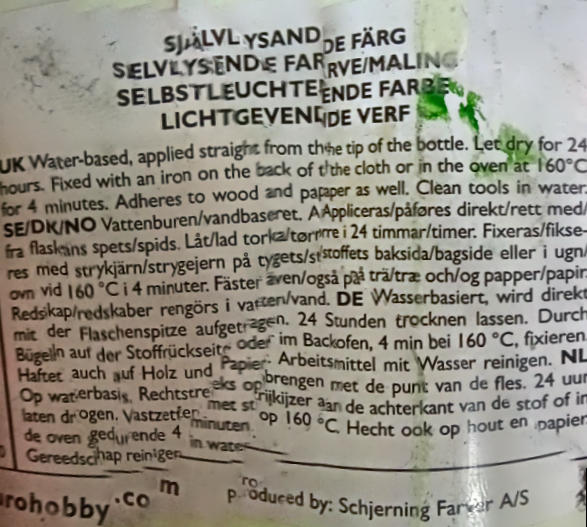 SJÄLVLYSANDE FÄRG
SELVLYSENDE FARVE/MALING
SELBSTLEUCHTENDE FARBE
LICHTGEVENDE VERF
UK Water-based, applied straight from the tip of the bottle. Let dry for 24
hours. Fixed with an iron on the back of the cloth or in the oven at 160°C
for 4 minutes. Adheres to wood and paper as well. Clean tools in water.
SE/DK/NO Vattenburen/vandbaseret. Appliceras/påføres direkt/rett med/
fra flaskans spets/spids. Låt/lad torka/tørre i 24 timmar/timer. Fixeras/fikse-
res med strykjärn/strygejern på tygets/stoffets baksida/bagside eller i ugn/
ovn vid 160 °C i 4 minuter. Fäster även/også på trä/træ och/og papper/papir.
Redskap/redskaber rengörs i vatten/vand. DE Wasserbasiert, wird direkt
mit der Flaschenspitze aufgetragen. 24 Stunden trocknen lassen. Durch
Bügeln auf der Stoffrückseite oder im Backofen, 4 min bei 160 °C, fixieren.
Haftet auch auf Holz und Papier. Arbeitsmittel mit Wasser reinigen. NL
Op waterbasis. Rechtstreeks opbrengen met de punt van de fles. 24 uur
laten drogen. Vastzetten met strijkijzer aan de achterkant van de stof of in
de oven gedurende 4 minuten op 160 °C. Hecht ook op hout en papier.
Gereedschap reinigen in water.
rohobby.com
Produced by: Schjerning Farver A/S